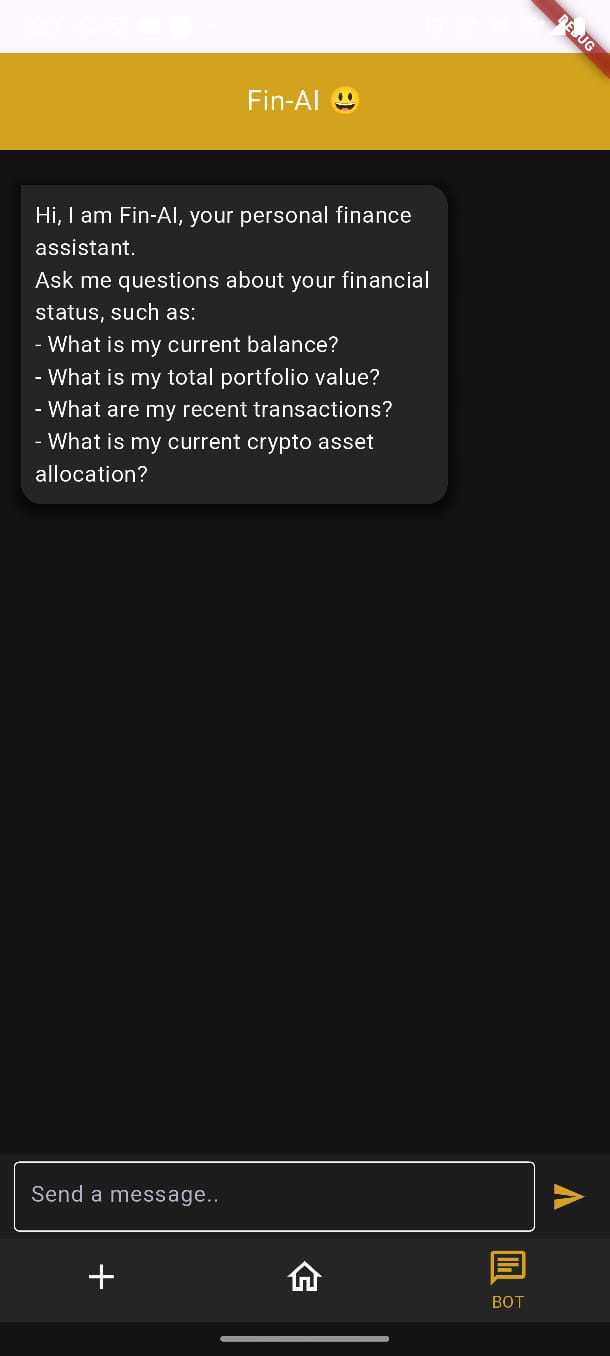 2:27
DEBUG
Fin-AI 😃
Hi, I am Fin-AI, your personal finance
assistant.
Ask me questions about your financial
status, such as:
- What is my current balance?
- What is my total portfolio value?
- What are my recent transactions?
- What is my current crypto asset
allocation?
Send a message..
BOT